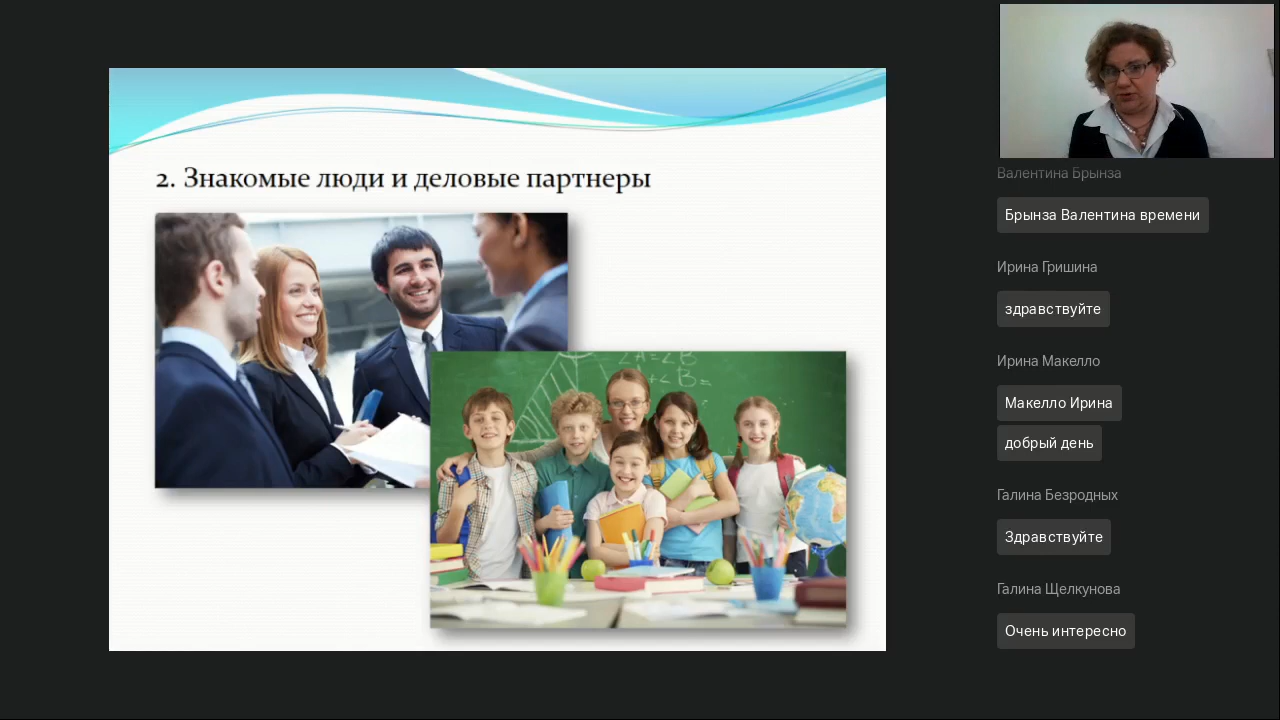 2. Знакомые люди и деловые партнеры
∠A=∠B
Валентина Брынза
Брынза Валентина времени
Ирина Гришина
здравствуйте
Ирина Макелло
Макелло Ирина
добрый день
Галина Безродных
Здравствуйте
Галина Щелкунова
Очень интересно